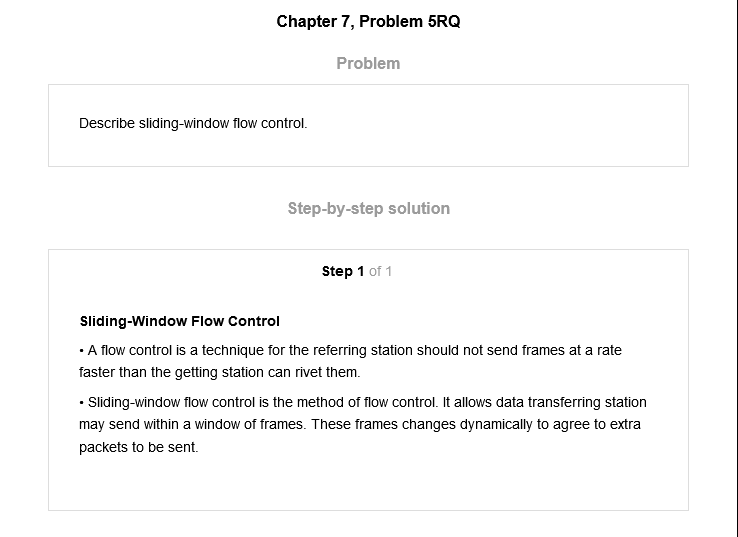 Chapter 7, Problem 5RQ
Problem
Describe sliding-window flow control.
Step-by-step solution
Step 1 of 1
Sliding-Window Flow Control
• A flow control is a technique for the referring station should not send frames at a rate
faster than the getting station can rivet them.
• Sliding-window flow control is the method of flow control. It allows data transferring station
may send within a window of frames. These frames changes dynamically to agree to extra
packets to be sent.